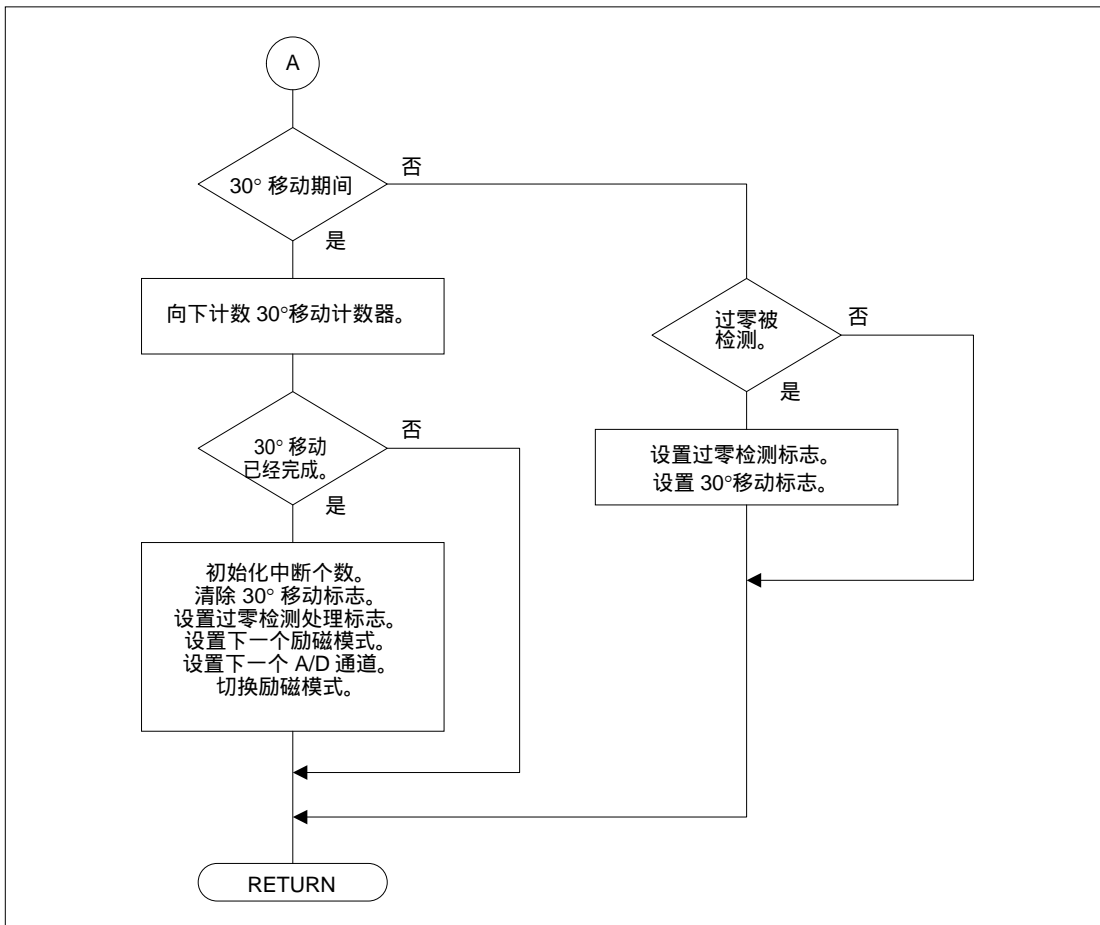 A
30° 移动期间
否
是
向下计数 30°移动计数器。
过零被
检测。
否
是
30° 移动
已经完成。
否
是
设置过零检测标志。
设置 30°移动标志。
初始化中断个数。
清除 30° 移动标志。
设置过零检测处理标志。
设置下一个励磁模式。
设置下一个 A/D 通道。
切换励磁模式。
RETURN